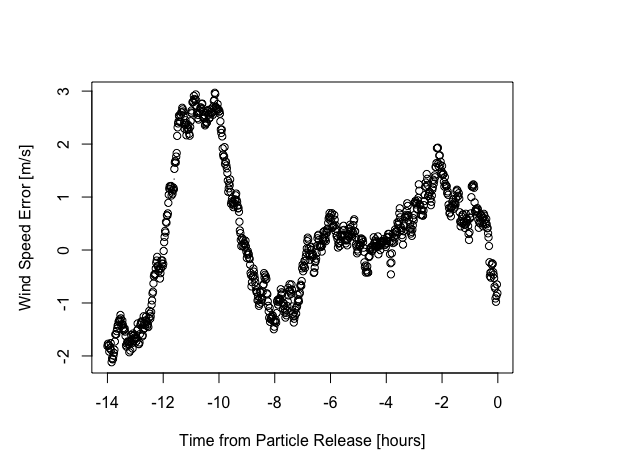 3
2
1
0
-1
-2
Wind Speed Error [m/s]
-14 -12 -10 -8 -6 -4 -2 0
Time from Particle Release [hours]